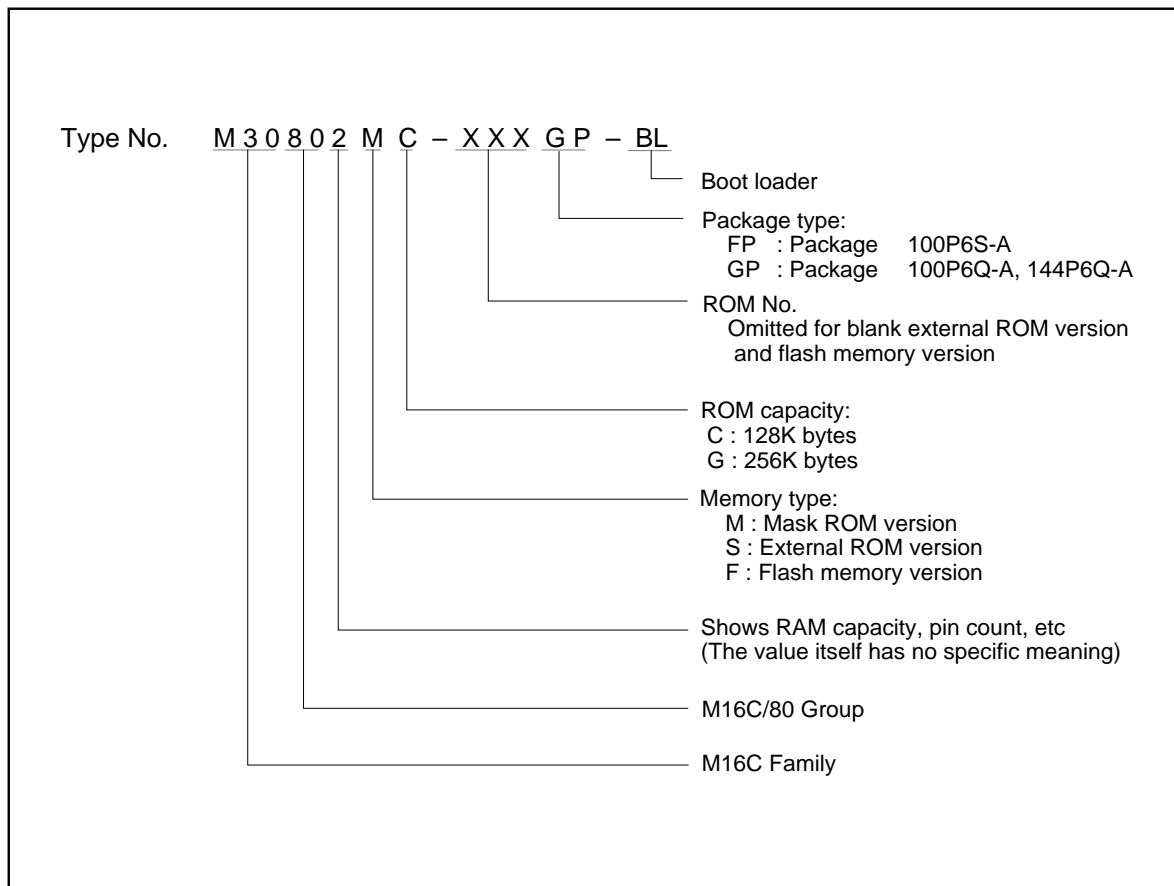 Type No. M 3 0 8 0 2 M C – X X X G P – BL
Boot loader
Package type:
FP : Package 100P6S-A
GP : Package 100P6Q-A, 144P6Q-A
ROM No.
Omitted for blank external ROM version
and flash memory version
ROM capacity:
C : 128K bytes
G : 256K bytes
Memory type:
M : Mask ROM version
S : External ROM version
F : Flash memory version
Shows RAM capacity, pin count, etc
(The value itself has no specific meaning)
M16C/80 Group
M16C Family